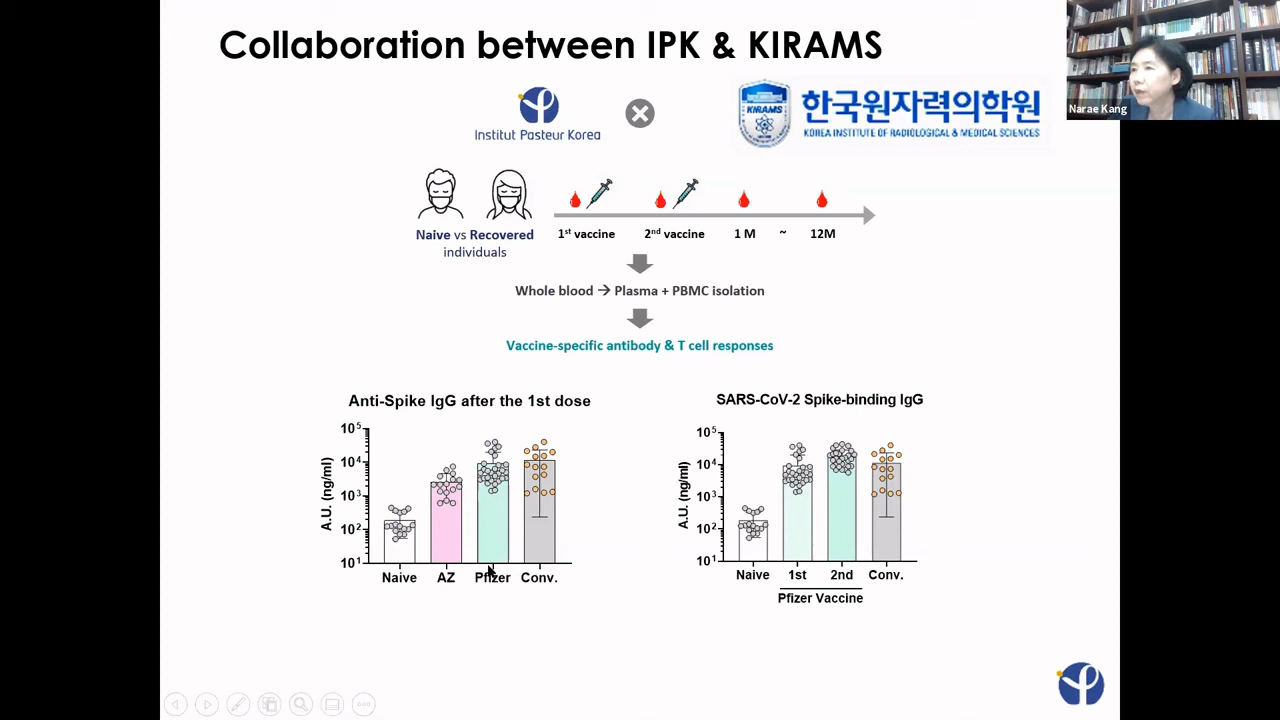 Collaboration between IPK & KIRAMS
Narae Kang
Institut Pasteur Korea
KIRAMS
한국원자력의학원
KOREA INSTITUTE OF RADIOLOGICAL & MEDICAL SCIENCES
Naive vs Recovered
individuals
1st vaccine 2nd vaccine 1 M ~ 12M
Whole blood → Plasma + PBMC isolation
Vaccine-specific antibody & T cell responses
Anti-Spike IgG after the 1st dose
A.U. (ng/ml)
10⁵
10⁴
10³
10²
10¹
Naive AZ Pfizer Conv.
SARS-CoV-2 Spike-binding IgG
A.U. (ng/ml)
10⁵
10⁴
10³
10²
10¹
Naive 1st 2nd Conv.
Pfizer Vaccine